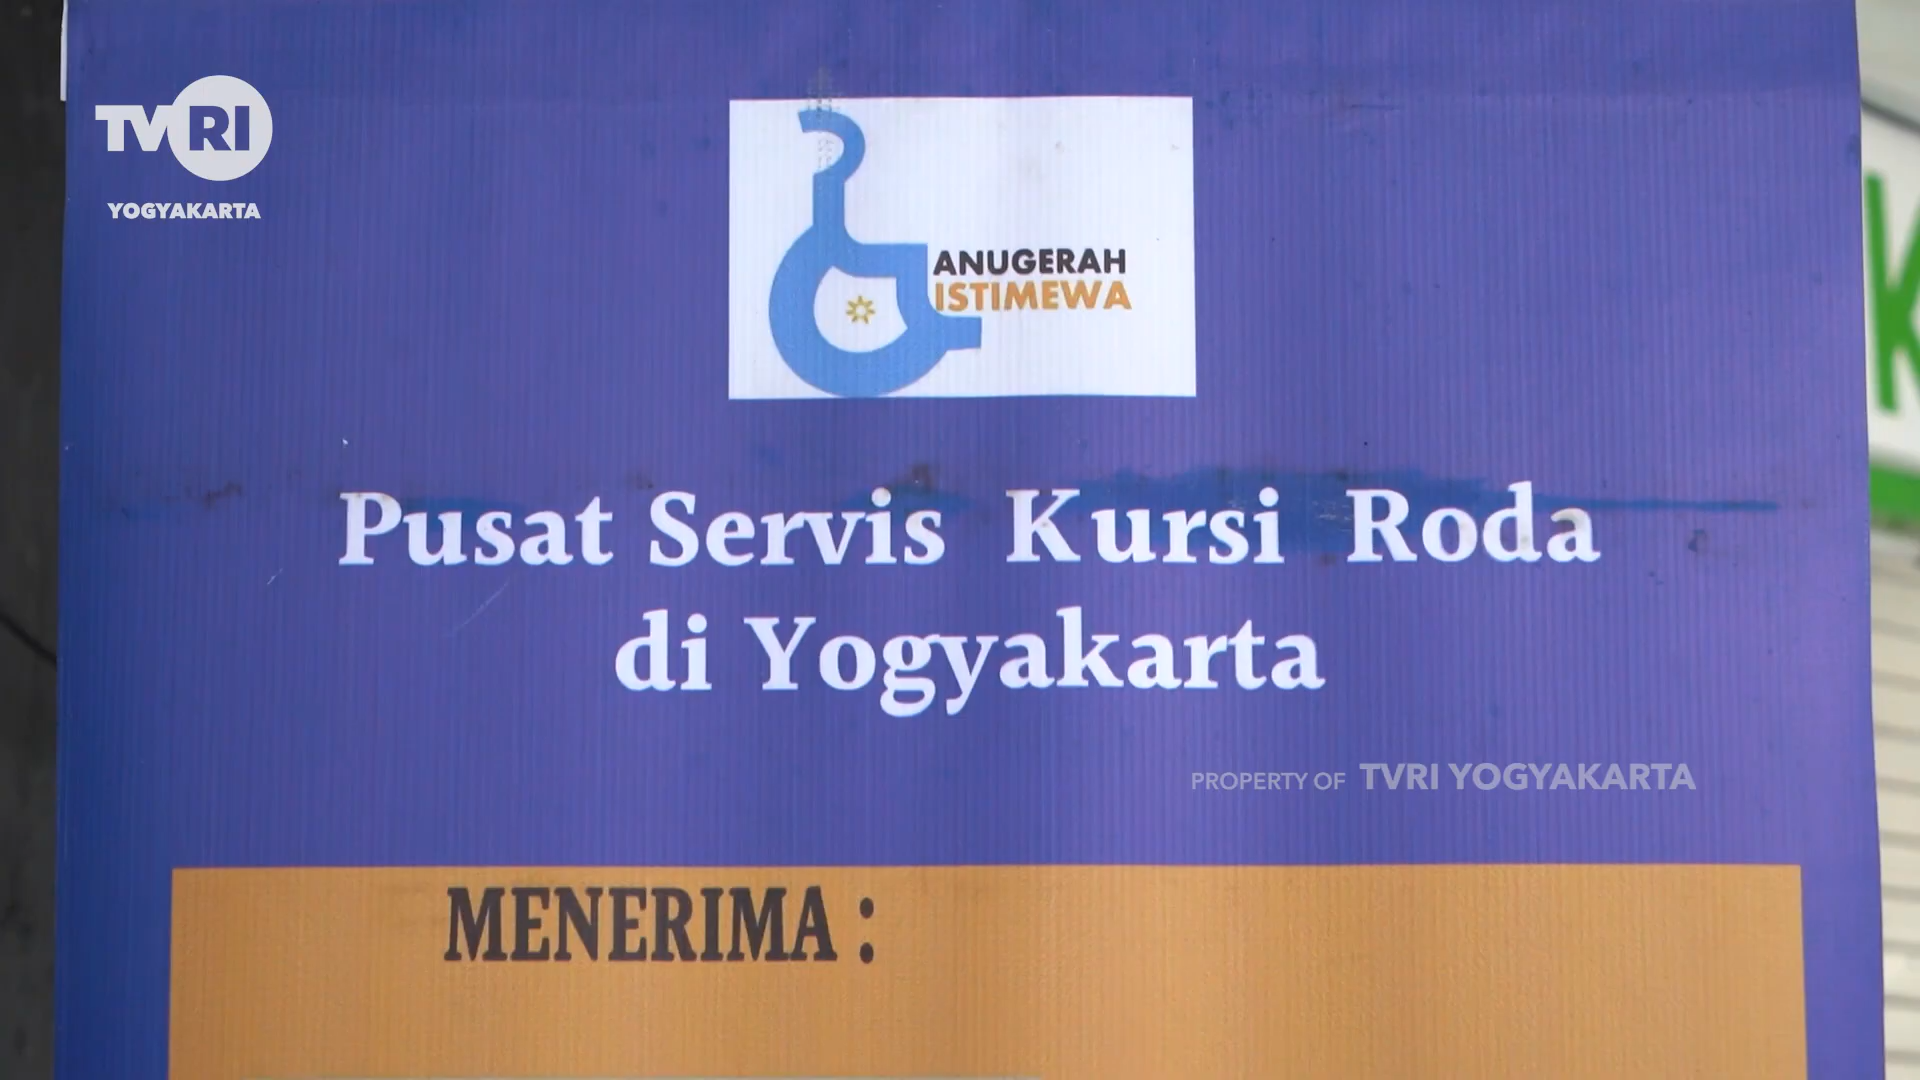 TVRI
YOGYAKARTA
ANUGERAH
ISTIMEWA
Pusat Servis Kursi Roda
di Yogyakarta
PROPERTY OF TVRI YOGYAKARTA
MENERIMA :
K